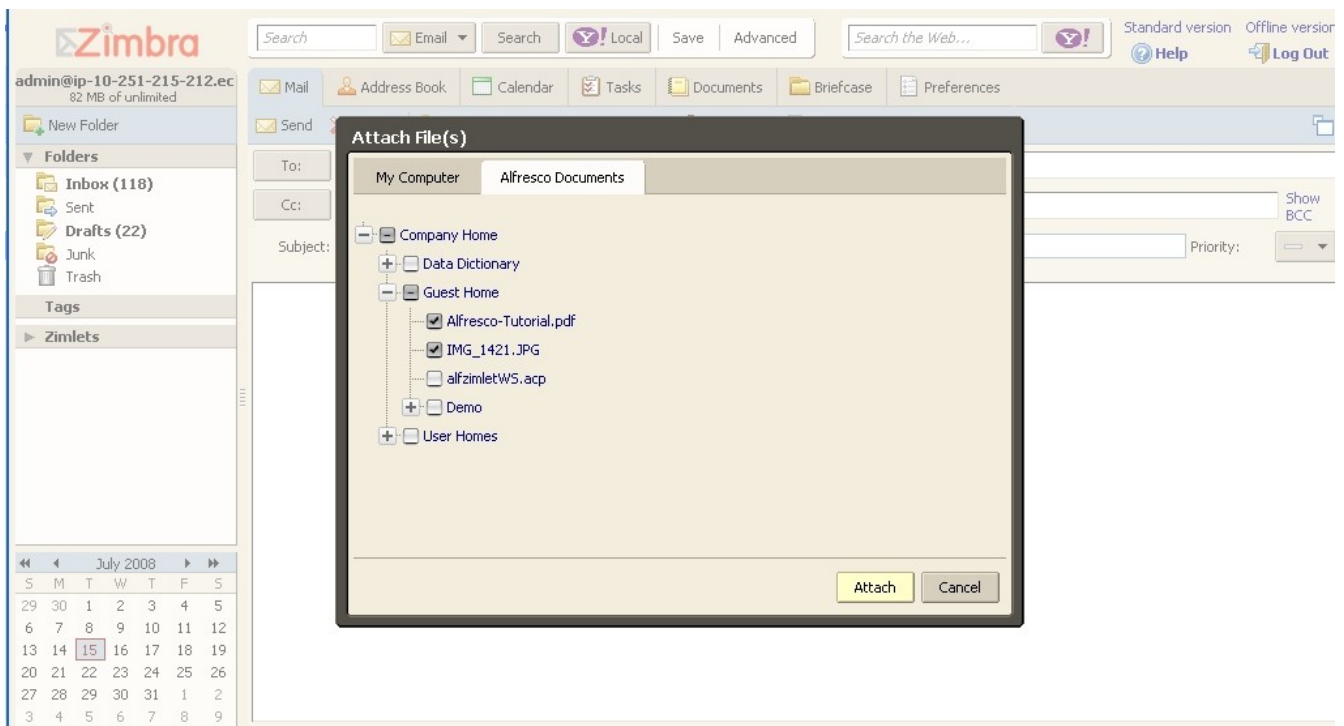 Zimbra
Search Email Search Y! Local Save Advanced Search the Web... Y! Standard version Offline version
Help Log Out
admin@ip-10-251-215-212.ec
82 MB of unlimited
Mail Address Book Calendar Tasks Documents Briefcase Preferences
New Folder Send
Attach File(s)
Folders
Inbox (118)
Sent
Drafts (22)
Junk
Trash
Tags
Zimlets
To:
Cc:
Show
BCC
Subject:
Priority:
My Computer Alfresco Documents
Company Home
Data Dictionary
Guest Home
Alfresco-Tutorial.pdf
IMG_1421.JPG
alfzimletWS.acp
Demo
User Homes
Attach Cancel
July 2008
S M T W T F S
29 30 1 2 3 4 5
6 7 8 9 10 11 12
13 14 15 16 17 18 19
20 21 22 23 24 25 26
27 28 29 30 31 1 2
3 4 5 6 7 8 9